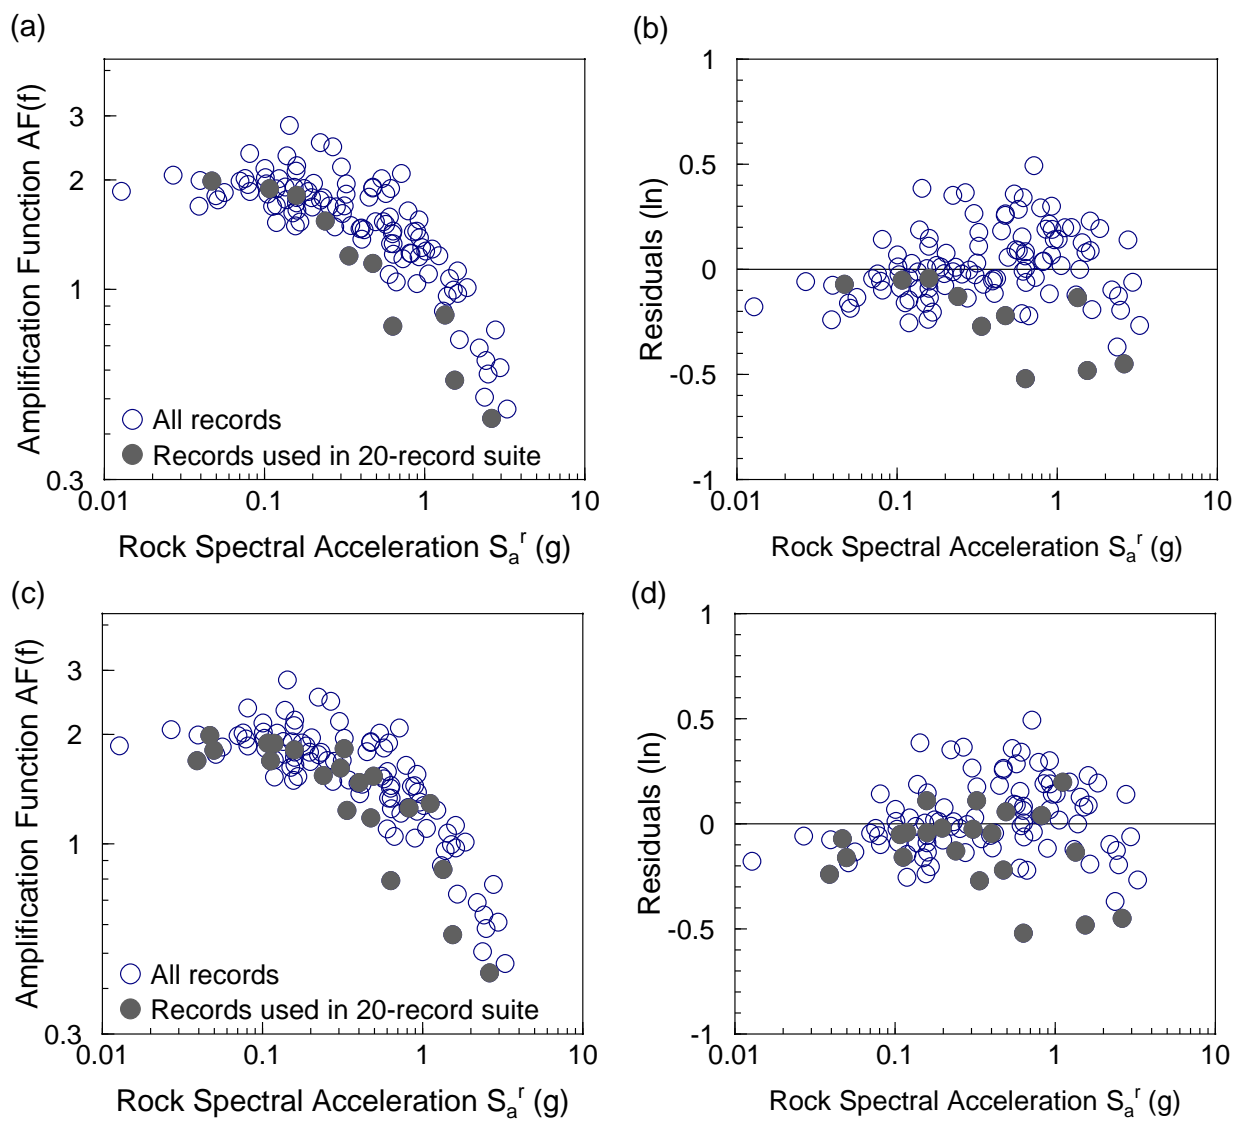 (a)
Amplification Function AF(f)
3
2
1
0.3
0.01
0.1
1
10
All records
Records used in 20-record suite
Rock Spectral Acceleration Sₐʳ (g)
(b)
Residuals (ln)
1
0.5
0
-0.5
-1
0.01
0.1
1
10
Rock Spectral Acceleration Sₐʳ (g)
(c)
Amplification Function AF(f)
3
2
1
0.3
0.01
0.1
1
10
All records
Records used in 20-record suite
Rock Spectral Acceleration Sₐʳ (g)
(d)
Residuals (ln)
1
0.5
0
-0.5
-1
0.01
0.1
1
10
Rock Spectral Acceleration Sₐʳ (g)